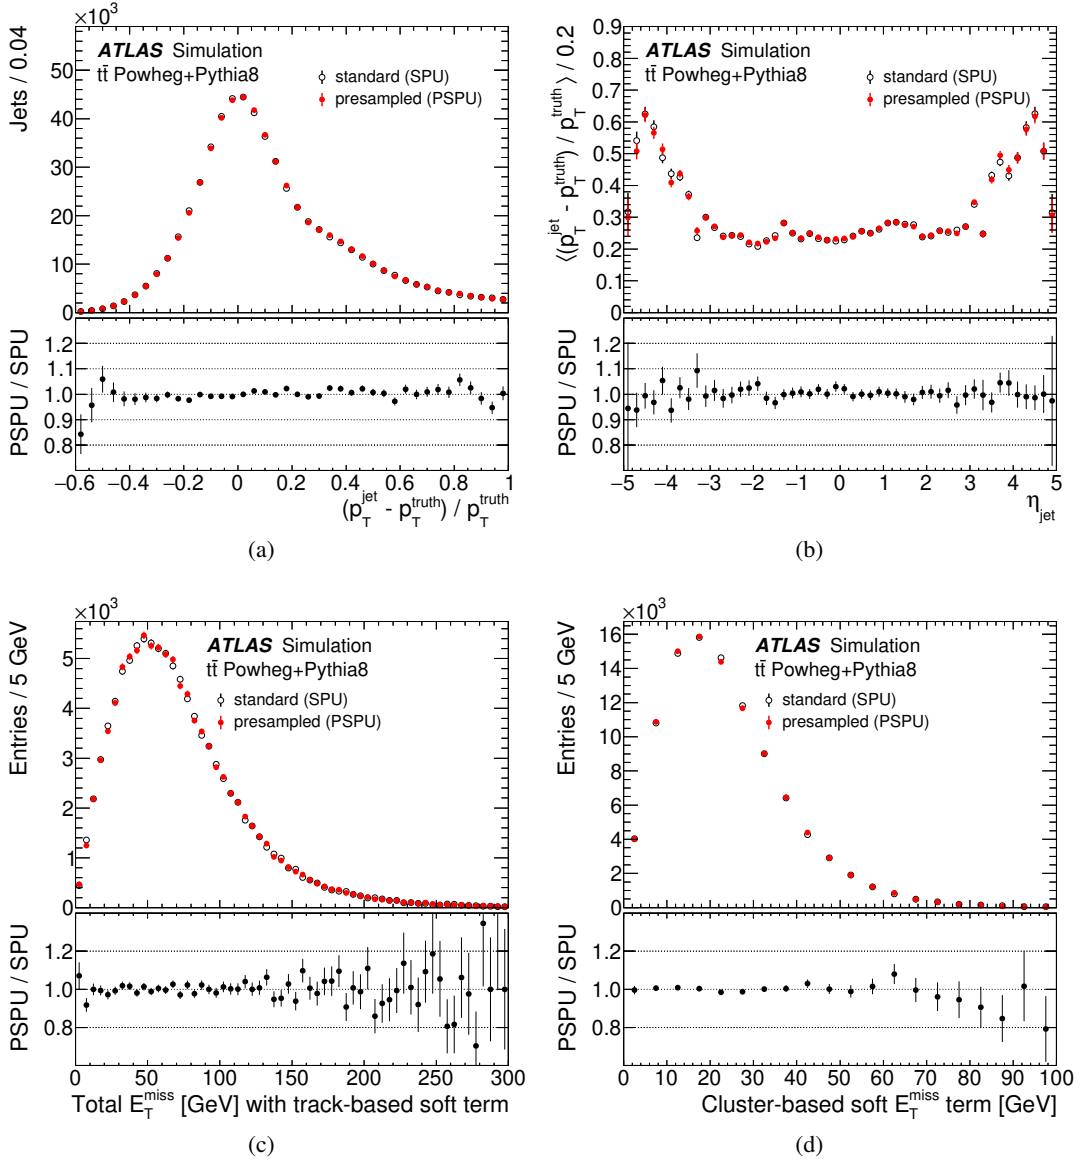 ×10³
Jets / 0.04
ATLAS Simulation
tt̄ Powheg+Pythia8
standard (SPU)
presampled (PSPU)
50
40
30
20
10
0
PSPU / SPU
1.2
1.1
1.0
0.9
0.8
−0.6 −0.4 −0.2 0 0.2 0.4 0.6 0.8 1
(p_T^jet - p_T^truth) / p_T^truth
(a)
⟨(p_T^jet - p_T^truth) / p_T^truth⟩ / 0.2
ATLAS Simulation
tt̄ Powheg+Pythia8
standard (SPU)
presampled (PSPU)
0.9
0.8
0.7
0.6
0.5
0.4
0.3
0.2
0.1
0
PSPU / SPU
1.2
1.1
1.0
0.9
0.8
−5 −4 −3 −2 −1 0 1 2 3 4 5
η_jet
(b)
×10³
Entries / 5 GeV
ATLAS Simulation
tt̄ Powheg+Pythia8
standard (SPU)
presampled (PSPU)
5
4
3
2
1
0
PSPU / SPU
1.2
1.0
0.8
0 50 100 150 200 250 300
Total E_T^miss [GeV] with track-based soft term
(c)
×10³
Entries / 5 GeV
ATLAS Simulation
tt̄ Powheg+Pythia8
standard (SPU)
presampled (PSPU)
16
14
12
10
8
6
4
2
0
PSPU / SPU
1.2
1.0
0.8
0 10 20 30 40 50 60 70 80 90 100
Cluster-based soft E_T^miss term [GeV]
(d)